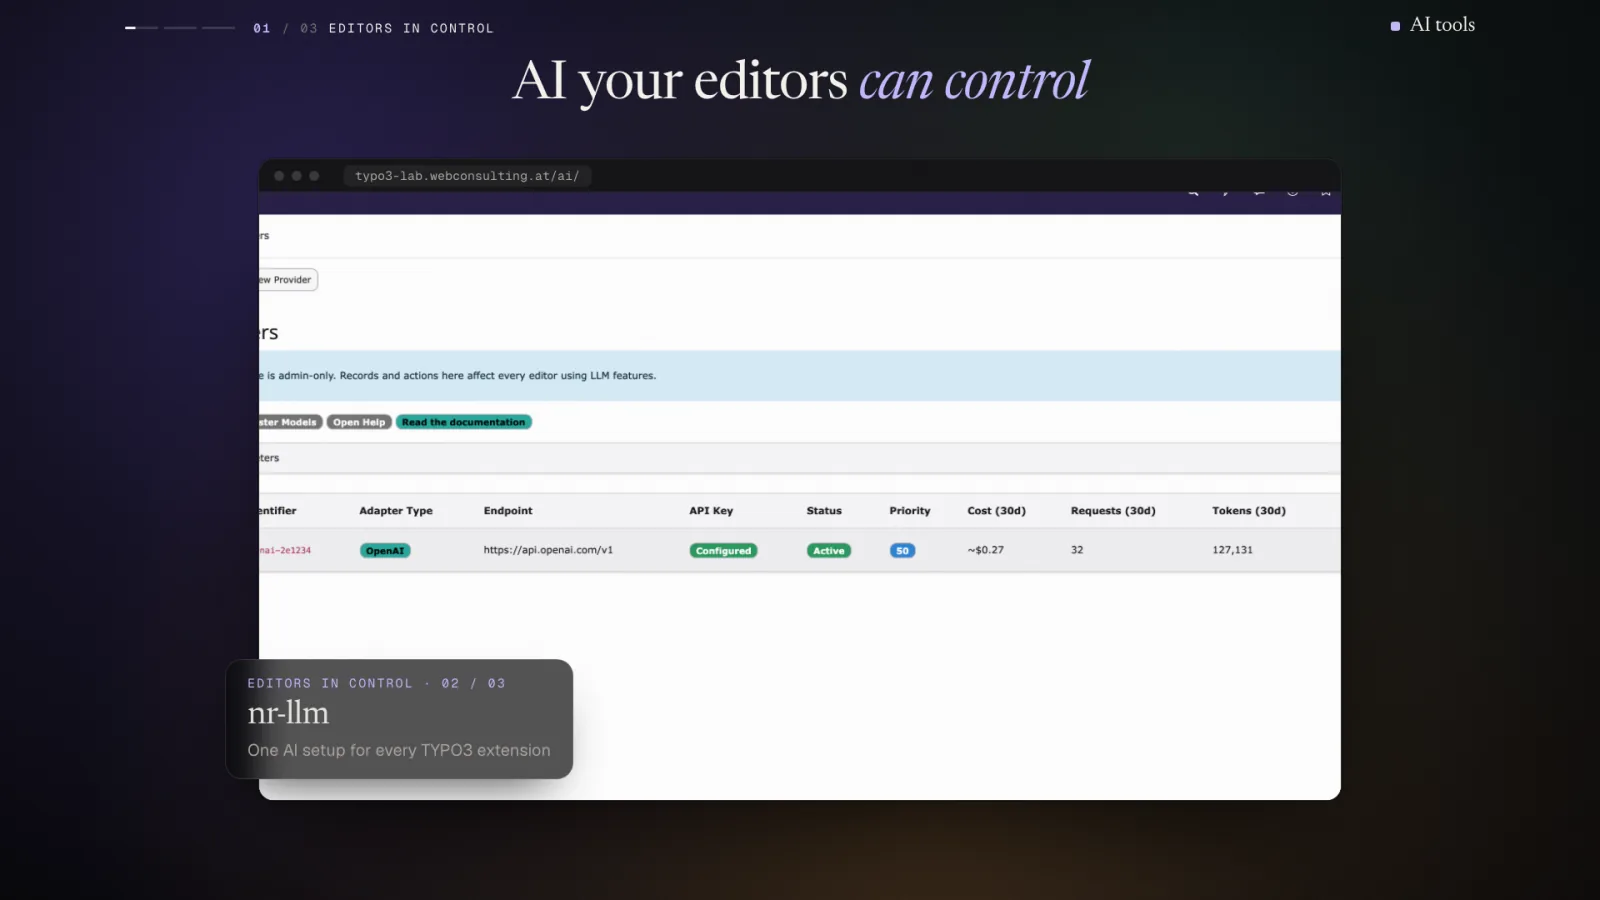 01 / 03 EDITORS IN CONTROL
AI tools
AI your editors can control
typo3-lab.webconsulting.at/ai/
rs
ew Provider
ers
e is admin-only. Records and actions here affect every editor using LLM features.
ster Models Open Help Read the documentation
ters
entifier Adapter Type Endpoint API Key Status Priority Cost (30d) Requests (30d) Tokens (30d)
nai-2e1234 OpenAI https://api.openai.com/v1 Configured Active 50 ~$0.27 32 127,131
EDITORS IN CONTROL · 02 / 03
nr-llm
One AI setup for every TYPO3 extension